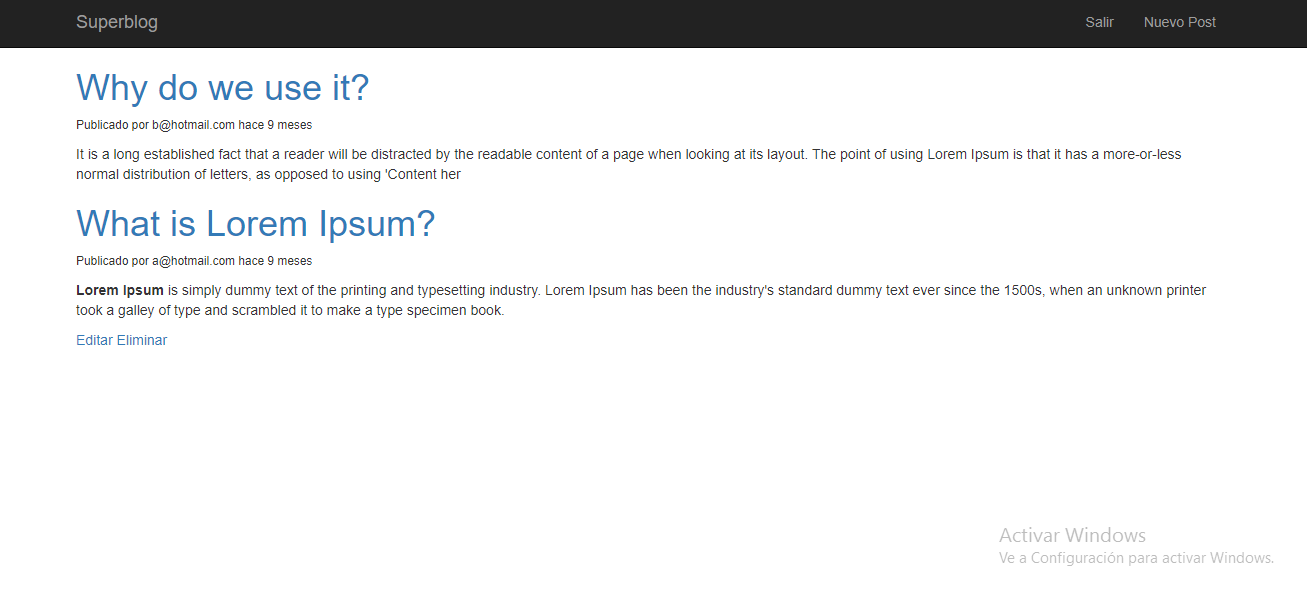 Superblog
Salir
Nuevo Post
Why do we use it?
Publicado por b@hotmail.com hace 9 meses
It is a long established fact that a reader will be distracted by the readable content of a page when looking at its layout. The point of using Lorem Ipsum is that it has a more-or-less
normal distribution of letters, as opposed to using 'Content her
What is Lorem Ipsum?
Publicado por a@hotmail.com hace 9 meses
Lorem Ipsum is simply dummy text of the printing and typesetting industry. Lorem Ipsum has been the industry's standard dummy text ever since the 1500s, when an unknown printer
took a galley of type and scrambled it to make a type specimen book.
Editar Eliminar
Activar Windows
Ve a Configuración para activar Windows.